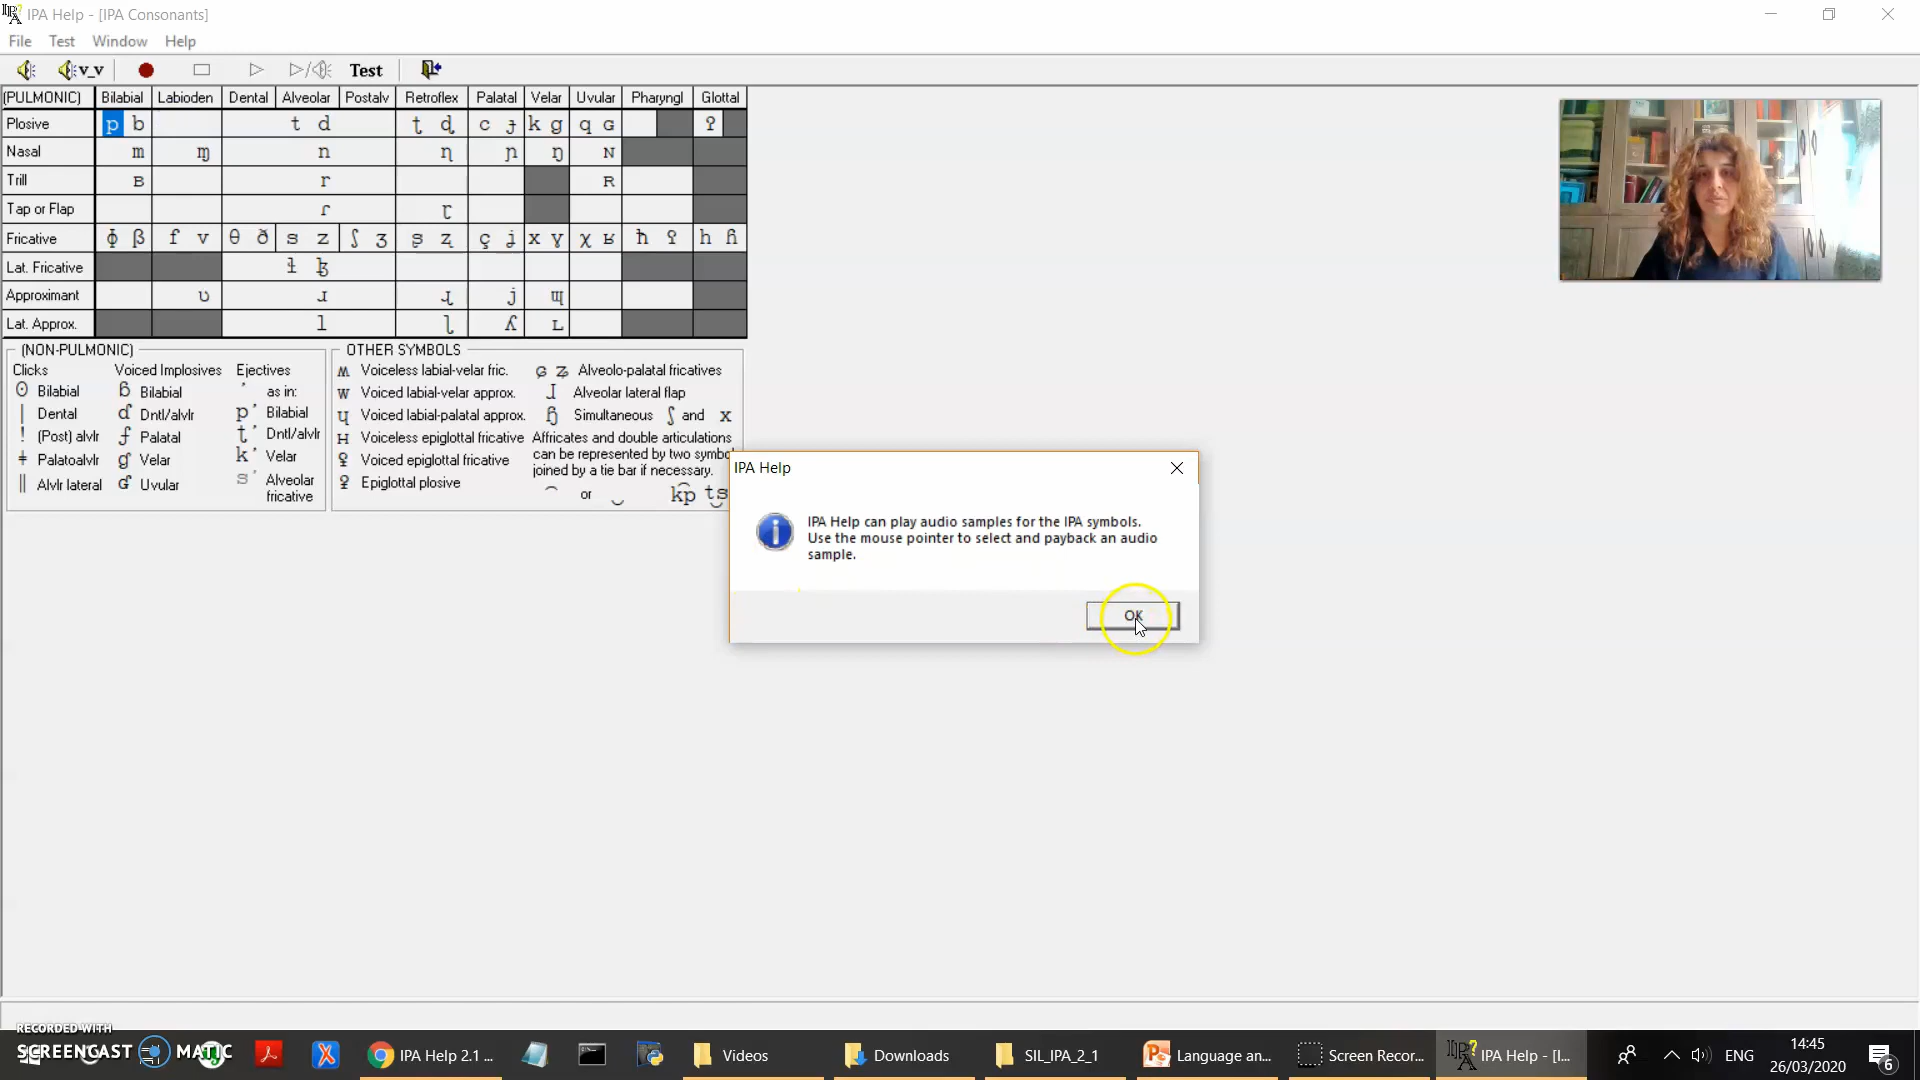 IPA Help - [IPA Consonants]
File Test Window Help
V_V Test
(PULMONIC) Bilabial Labioden Dental Alveolar Postalv Retroflex Palatal Velar Uvular Pharyngl Glottal
Plosive p b t d ʈ ɖ c ɟ k g q ɢ ʔ
Nasal m ɱ n ɳ ɲ ŋ ɴ
Trill ʙ r ʀ
Tap or Flap ɾ ɽ
Fricative ɸ β f v θ ð s z ʃ ʒ ʂ ʐ ç ʝ x ɣ χ ʁ ħ ʕ h ɦ
Lat. Fricative ɬ ɮ
Approximant ʋ ɹ ɻ j ɰ
Lat. Approx. l ɭ ʎ ʟ
(NON-PULMONIC)
Clicks Voiced Implosives Ejectives
ʘ Bilabial ɓ Bilabial ʼ as in:
ǀ Dental ɗ Dntl/alvlr pʼ Bilabial
ǃ (Post) alvlr ʄ Palatal tʼ Dntl/alvlr
ǂ Palatoalvlr ɠ Velar kʼ Velar
ǁ Alvlr lateral ʛ Uvular sʼ Alveolar
fricative
OTHER SYMBOLS
ʍ Voiceless labial-velar fric. ɕ ʑ Alveolo-palatal fricatives
w Voiced labial-velar approx. ɺ Alveolar lateral flap
ɥ Voiced labial-palatal approx. ɧ Simultaneous ʃ and x
ʜ Voiceless epiglottal fricative Affricates and double articulations
ʢ Voiced epiglottal fricative can be represented by two
ʡ Epiglottal plosive joined by a tie bar if necessary.
or k͡p t͜s
IPA Help
IPA Help can play audio samples for the IPA symbols.
Use the mouse pointer to select and payback an audio
sample.
OK
RECORDED WITH
SCREENCAST MATIC
IPA Help 2.1 ...
Videos
Downloads
SIL_IPA_2_1
Language an...
Screen Recor...
IPA Help - [I...
ENG
14:45
26/03/2020
6